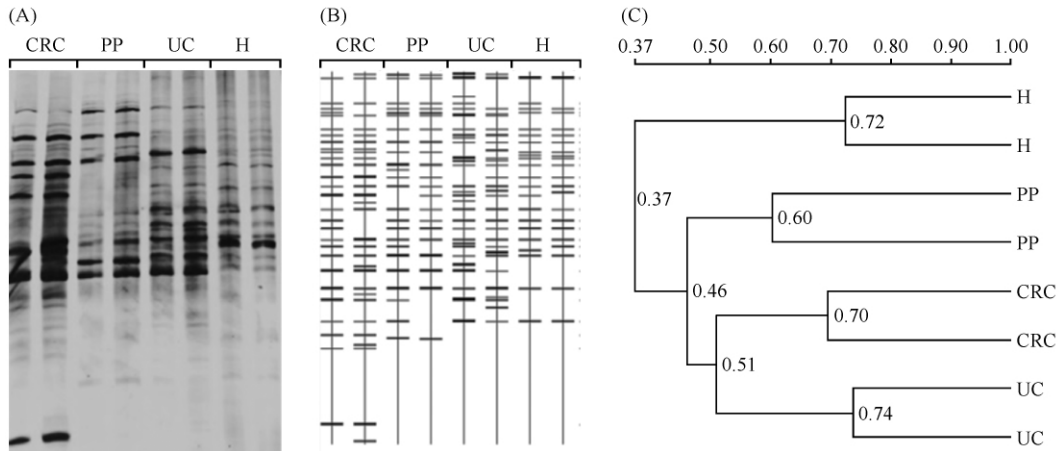 (A) (B) (C)
CRC PP UC H CRC PP UC H
0.37 0.50 0.60 0.70 0.80 0.90 1.00
H
0.72
H
PP
0.37
0.60
PP
CRC
0.46
0.70
CRC
0.51
UC
0.74
UC